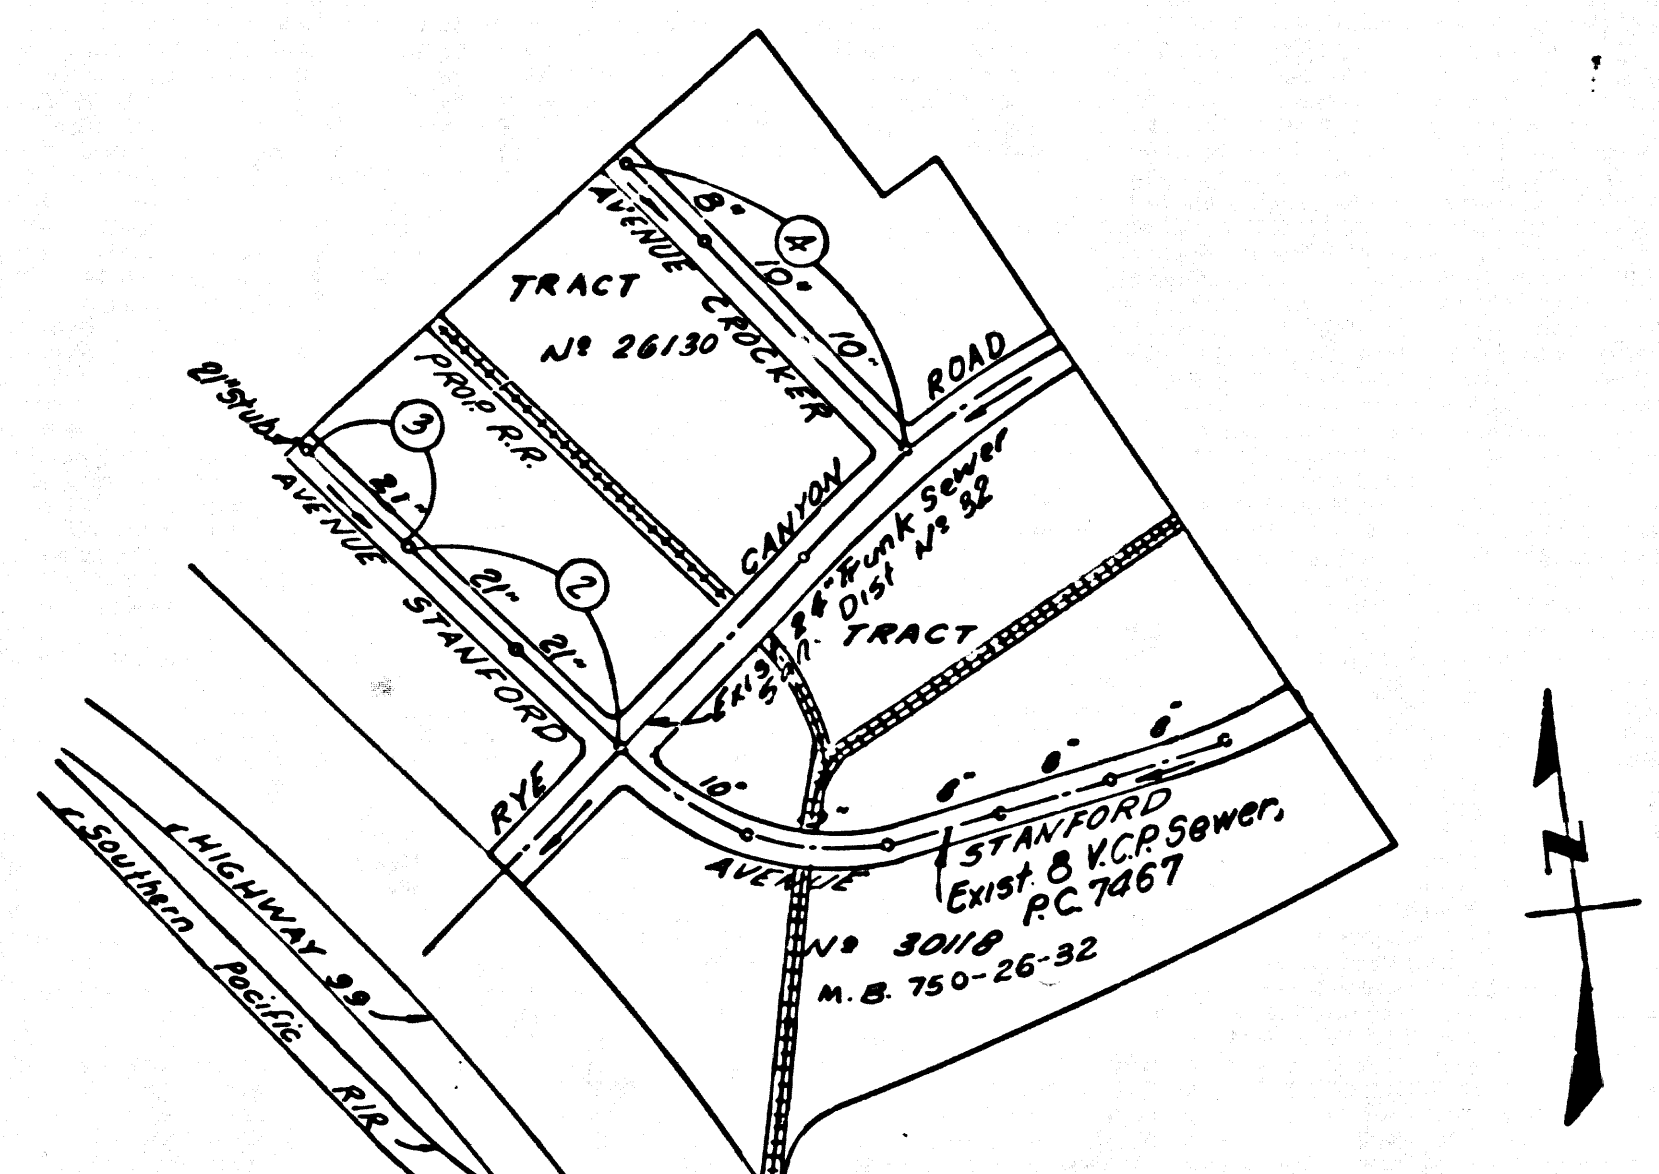 8"
AVENUE CROCKER
4
10"
10"
TRACT
Nº 26130
ROAD
PROP. R.R.
21" Stub
3
21"
AVENUE STANFORD
2
21"
21"
CANYON
Exist. 24" Trunk Sewer
San. Dist Nº 32
TRACT
RYE
10"
8"
8"
8"
AVENUE STANFORD
Exist. 8 V.C.P. Sewer,
P.C. 7467
Nº 30118
M.B. 750-26-32
HIGHWAY 99
Southern Pacific R/R
N